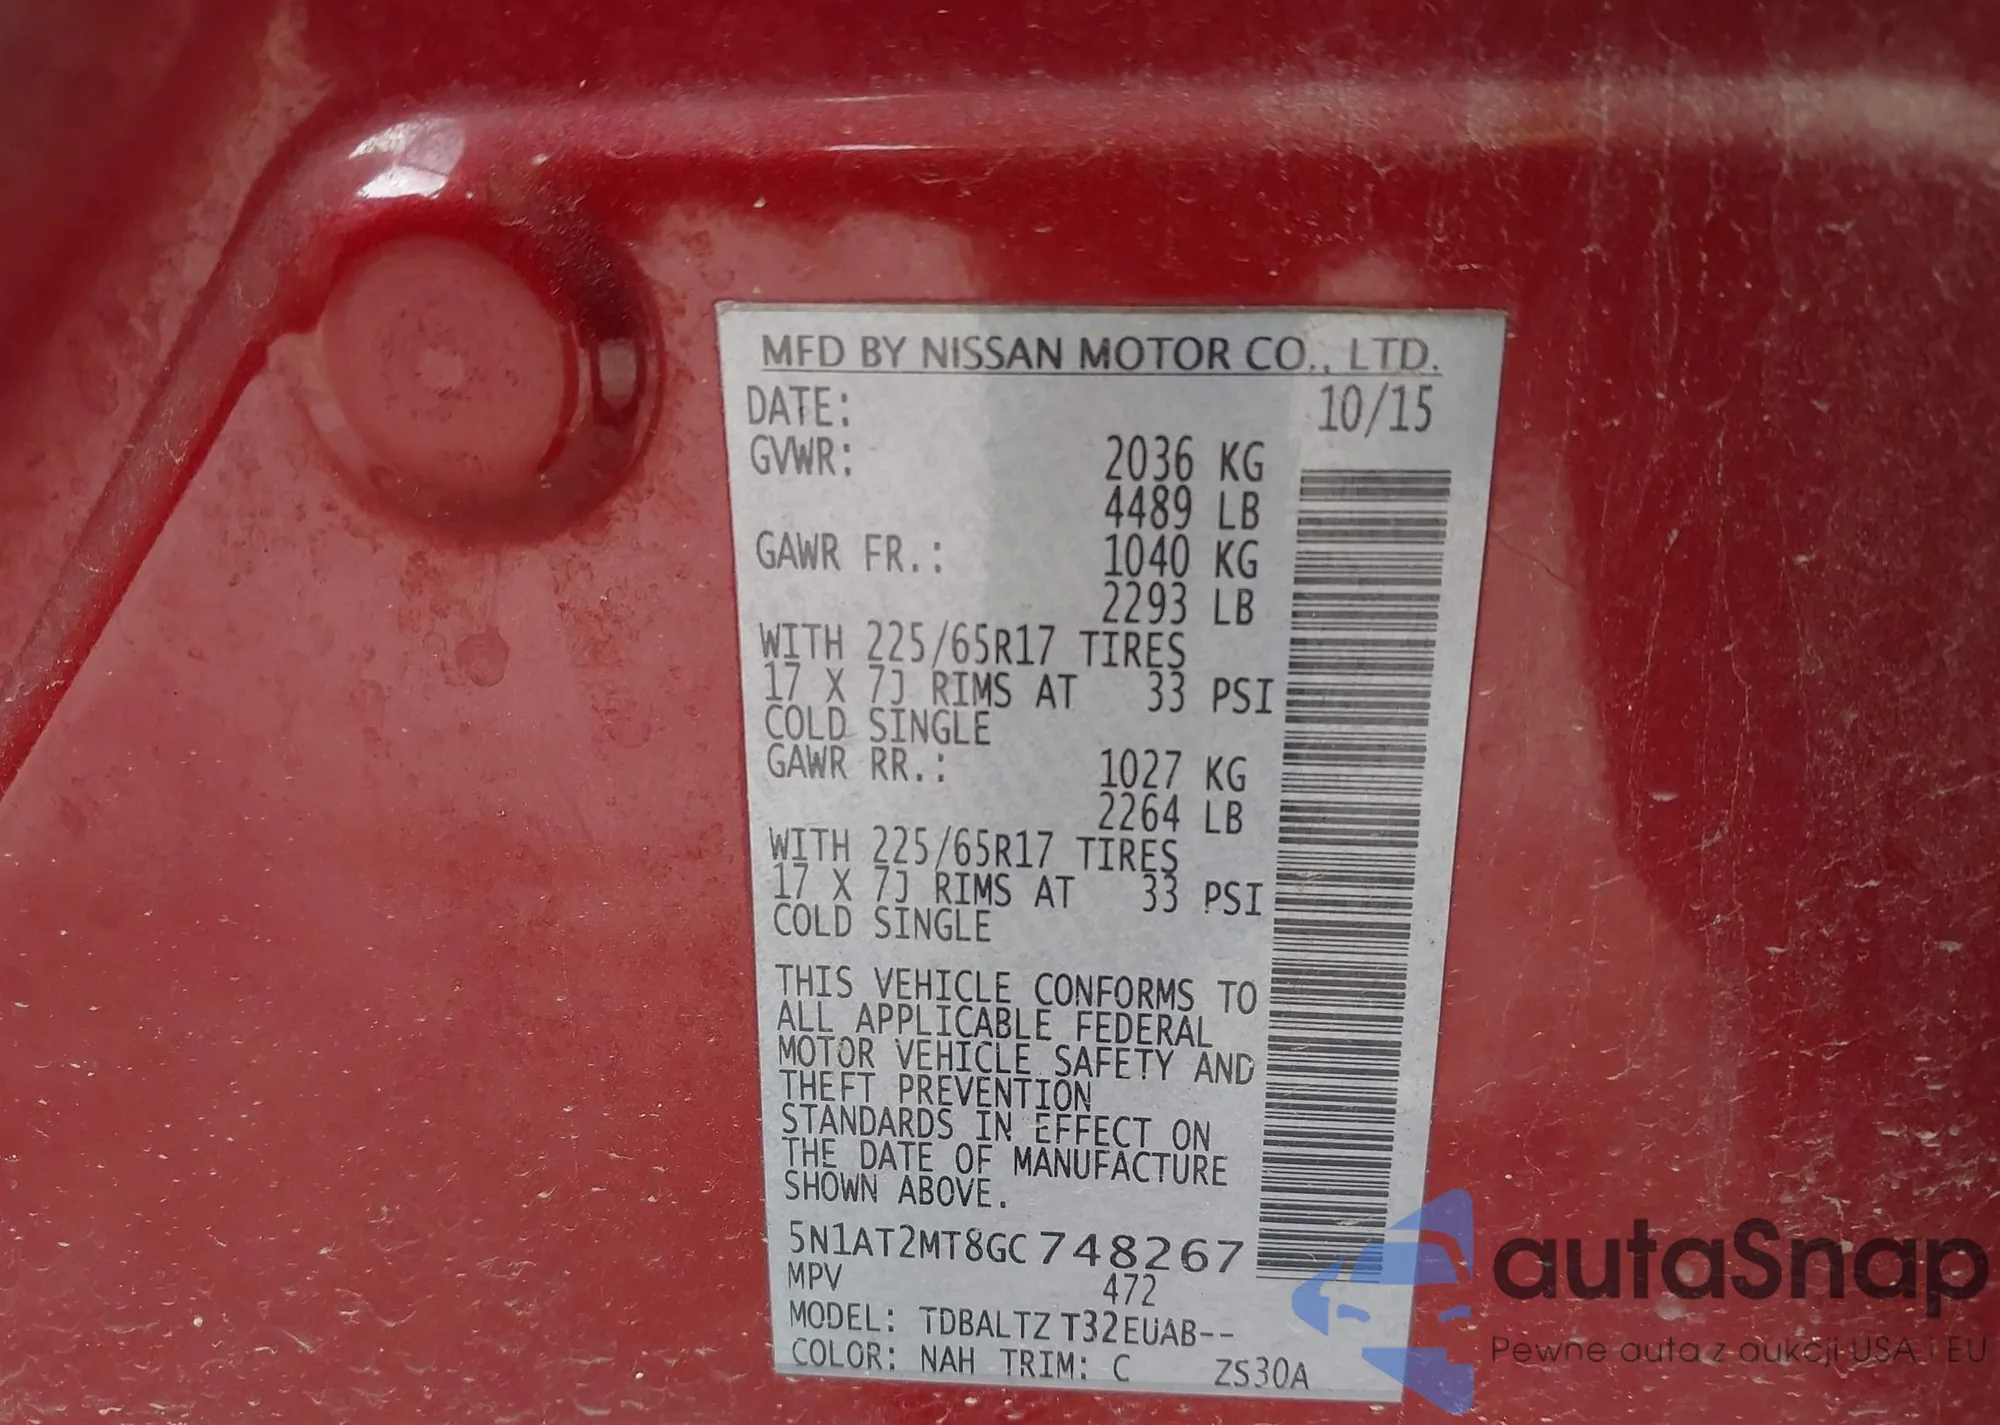 MFD BY NISSAN MOTOR CO., LTD.
DATE: 10/15
GVWR: 2036 KG
4489 LB
GAWR FR.: 1040 KG
2293 LB
WITH 225/65R17 TIRES
17 X 7J RIMS AT 33 PSI
COLD SINGLE
GAWR RR.: 1027 KG
2264 LB
WITH 225/65R17 TIRES
17 X 7J RIMS AT 33 PSI
COLD SINGLE
THIS VEHICLE CONFORMS TO
ALL APPLICABLE FEDERAL
MOTOR VEHICLE SAFETY AND
THEFT PREVENTION
STANDARDS IN EFFECT ON
THE DATE OF MANUFACTURE
SHOWN ABOVE.
5N1AT2MT8GC748267
MPV 472
MODEL: TDBALTZ T32EUAB--
COLOR: NAH TRIM: C ZS30A
autaSnap
Pewne auta z aukcji USA i EU